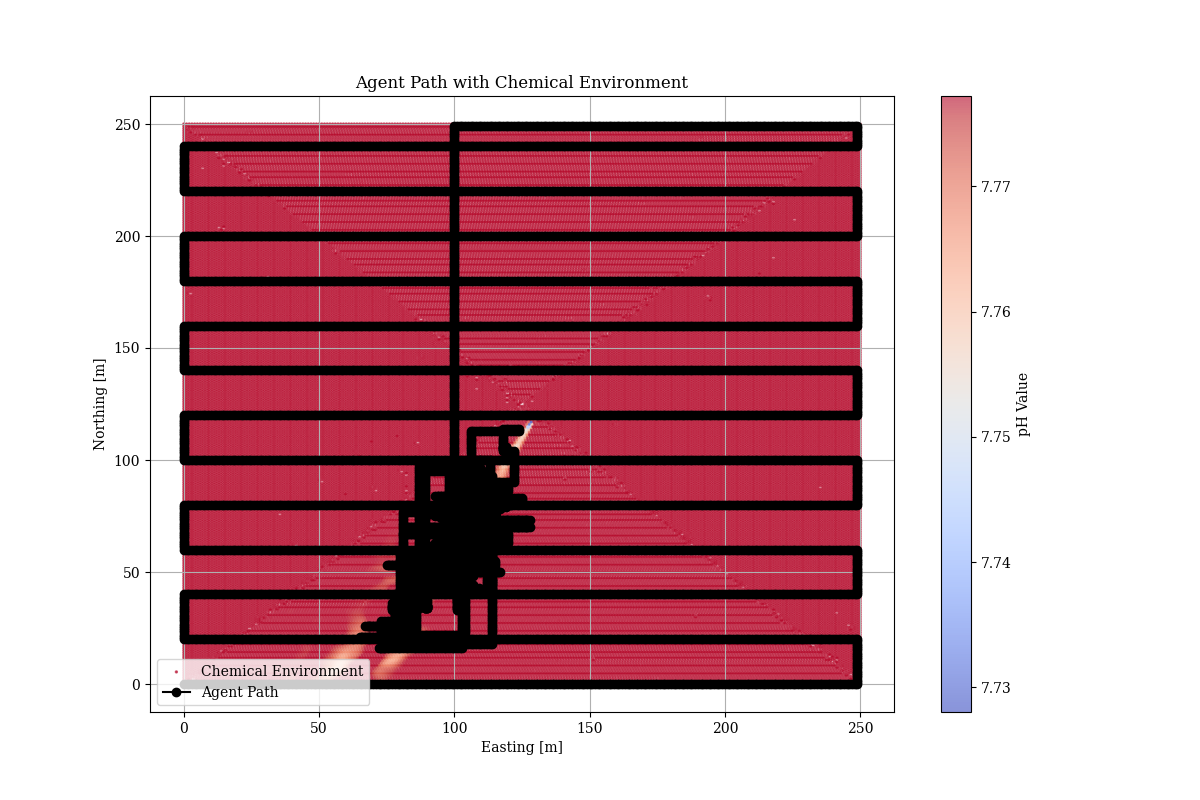 Agent Path with Chemical Environment
250
200
150
100
50
0
Northing [m]
0
50
100
150
200
250
Easting [m]
Chemical Environment
Agent Path
7.77
7.76
7.75
7.74
7.73
pH Value